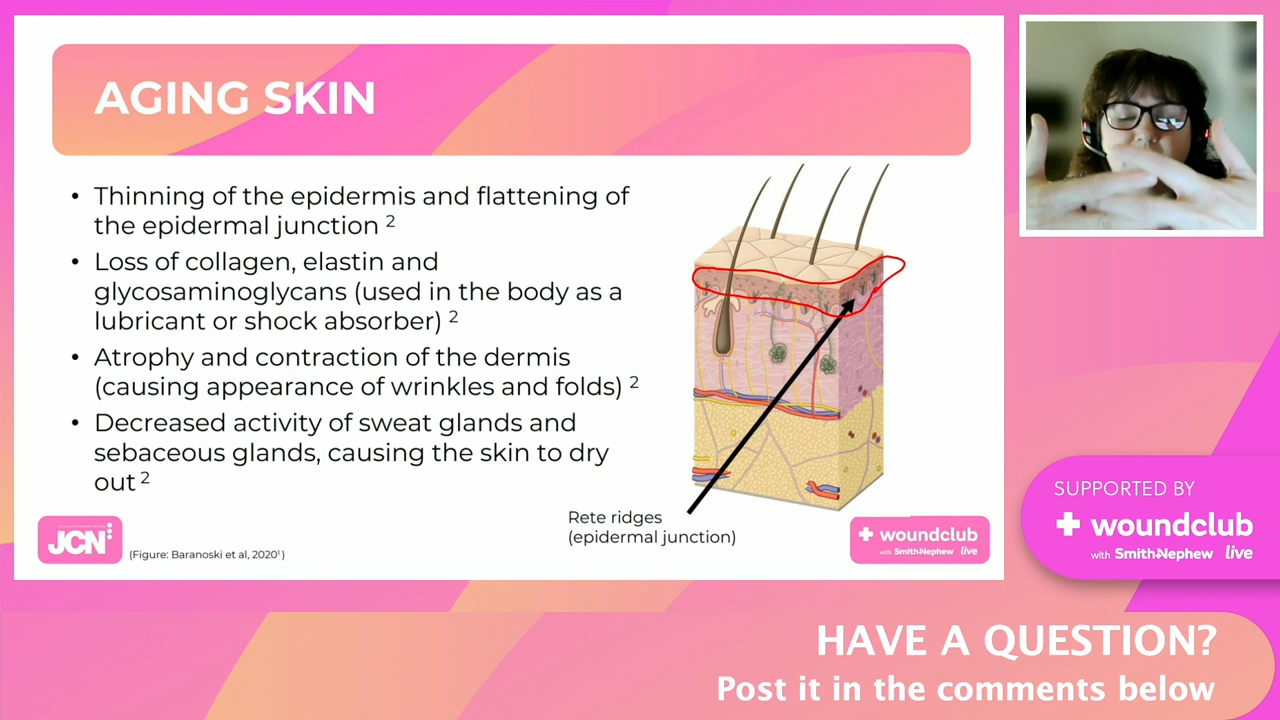 AGING SKIN
• Thinning of the epidermis and flattening of
the epidermal junction ²
• Loss of collagen, elastin and
glycosaminoglycans (used in the body as a
lubricant or shock absorber) ²
• Atrophy and contraction of the dermis
(causing appearance of wrinkles and folds) ²
• Decreased activity of sweat glands and
sebaceous glands, causing the skin to dry
out ²
Rete ridges
(epidermal junction)
JCN
(Figure: Baranoski et al, 2020¹)
woundclub
with Smith+Nephew live
SUPPORTED BY
woundclub
with Smith+Nephew live
HAVE A QUESTION?
Post it in the comments below